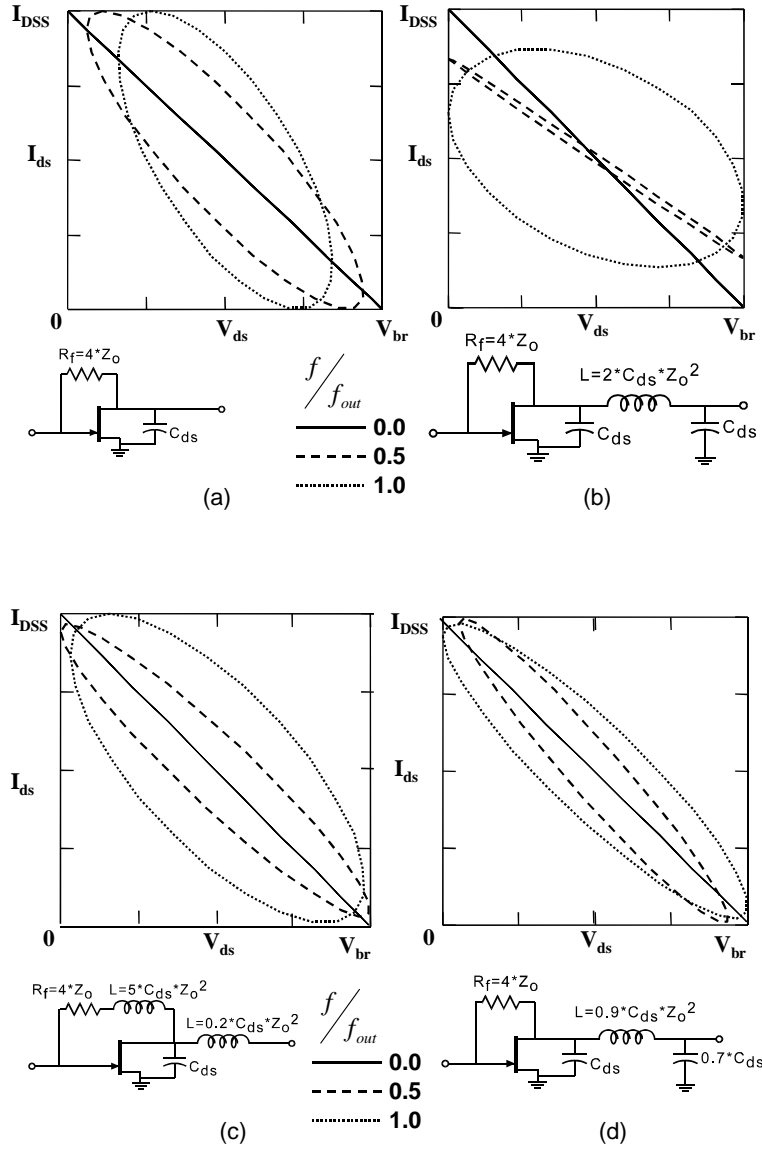 I_DSS
I_ds
0
V_ds
V_br
R_f=4*Z_o
C_ds
(a)
f/f_out
0.0
0.5
1.0
I_DSS
I_ds
0
V_ds
V_br
R_f=4*Z_o
L=2*C_ds*Z_o^2
C_ds
C_ds
(b)
I_DSS
I_ds
0
V_ds
V_br
R_f=4*Z_o
L=5*C_ds*Z_o^2
L=0.2*C_ds*Z_o^2
C_ds
(c)
f/f_out
0.0
0.5
1.0
I_DSS
I_ds
0
V_ds
V_br
R_f=4*Z_o
L=0.9*C_ds*Z_o^2
C_ds
0.7*C_ds
(d)